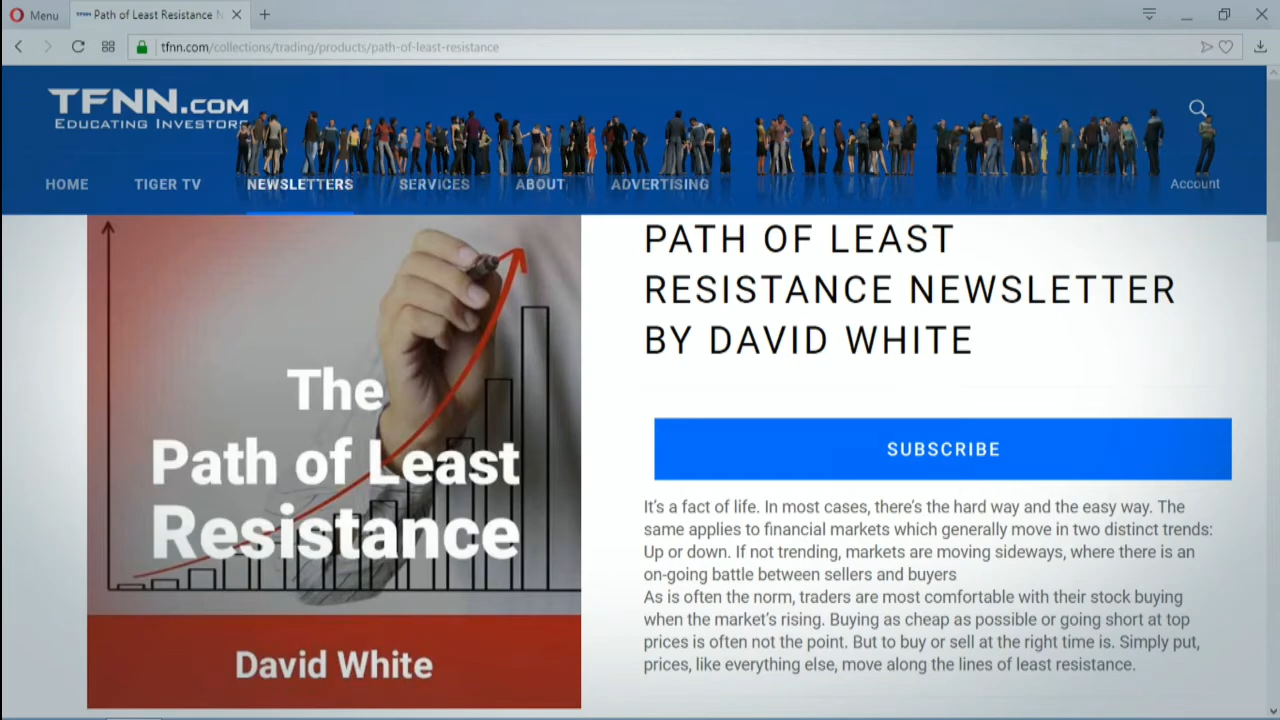 Menu
Path of Least Resistance
tfnn.com/collections/trading/products/path-of-least-resistance
TFNN.COM
EDUCATING INVESTORS
HOME TIGER TV NEWSLETTERS SERVICES ABOUT ADVERTISING Account
The
Path of Least
Resistance
David White
PATH OF LEAST
RESISTANCE NEWSLETTER
BY DAVID WHITE
SUBSCRIBE
It's a fact of life. In most cases, there's the hard way and the easy way. The
same applies to financial markets which generally move in two distinct trends:
Up or down. If not trending, markets are moving sideways, where there is an
on-going battle between sellers and buyers
As is often the norm, traders are most comfortable with their stock buying
when the market's rising. Buying as cheap as possible or going short at top
prices is often not the point. But to buy or sell at the right time is. Simply put,
prices, like everything else, move along the lines of least resistance.